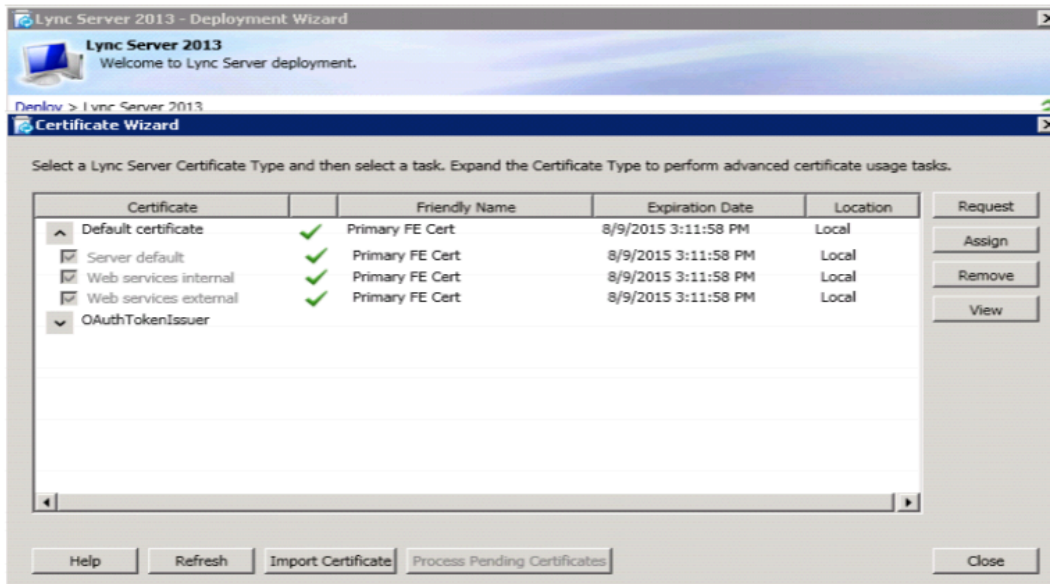 Lync Server 2013 - Deployment Wizard
Lync Server 2013
Welcome to Lync Server deployment.
Deploy > Lync Server 2013
Certificate Wizard
Select a Lync Server Certificate Type and then select a task. Expand the Certificate Type to perform advanced certificate usage tasks.
Certificate Friendly Name Expiration Date Location
Default certificate Primary FE Cert 8/9/2015 3:11:58 PM Local
Server default Primary FE Cert 8/9/2015 3:11:58 PM Local
Web services internal Primary FE Cert 8/9/2015 3:11:58 PM Local
Web services external Primary FE Cert 8/9/2015 3:11:58 PM Local
OAuthTokenIssuer
Request
Assign
Remove
View
Help Refresh Import Certificate Process Pending Certificates Close